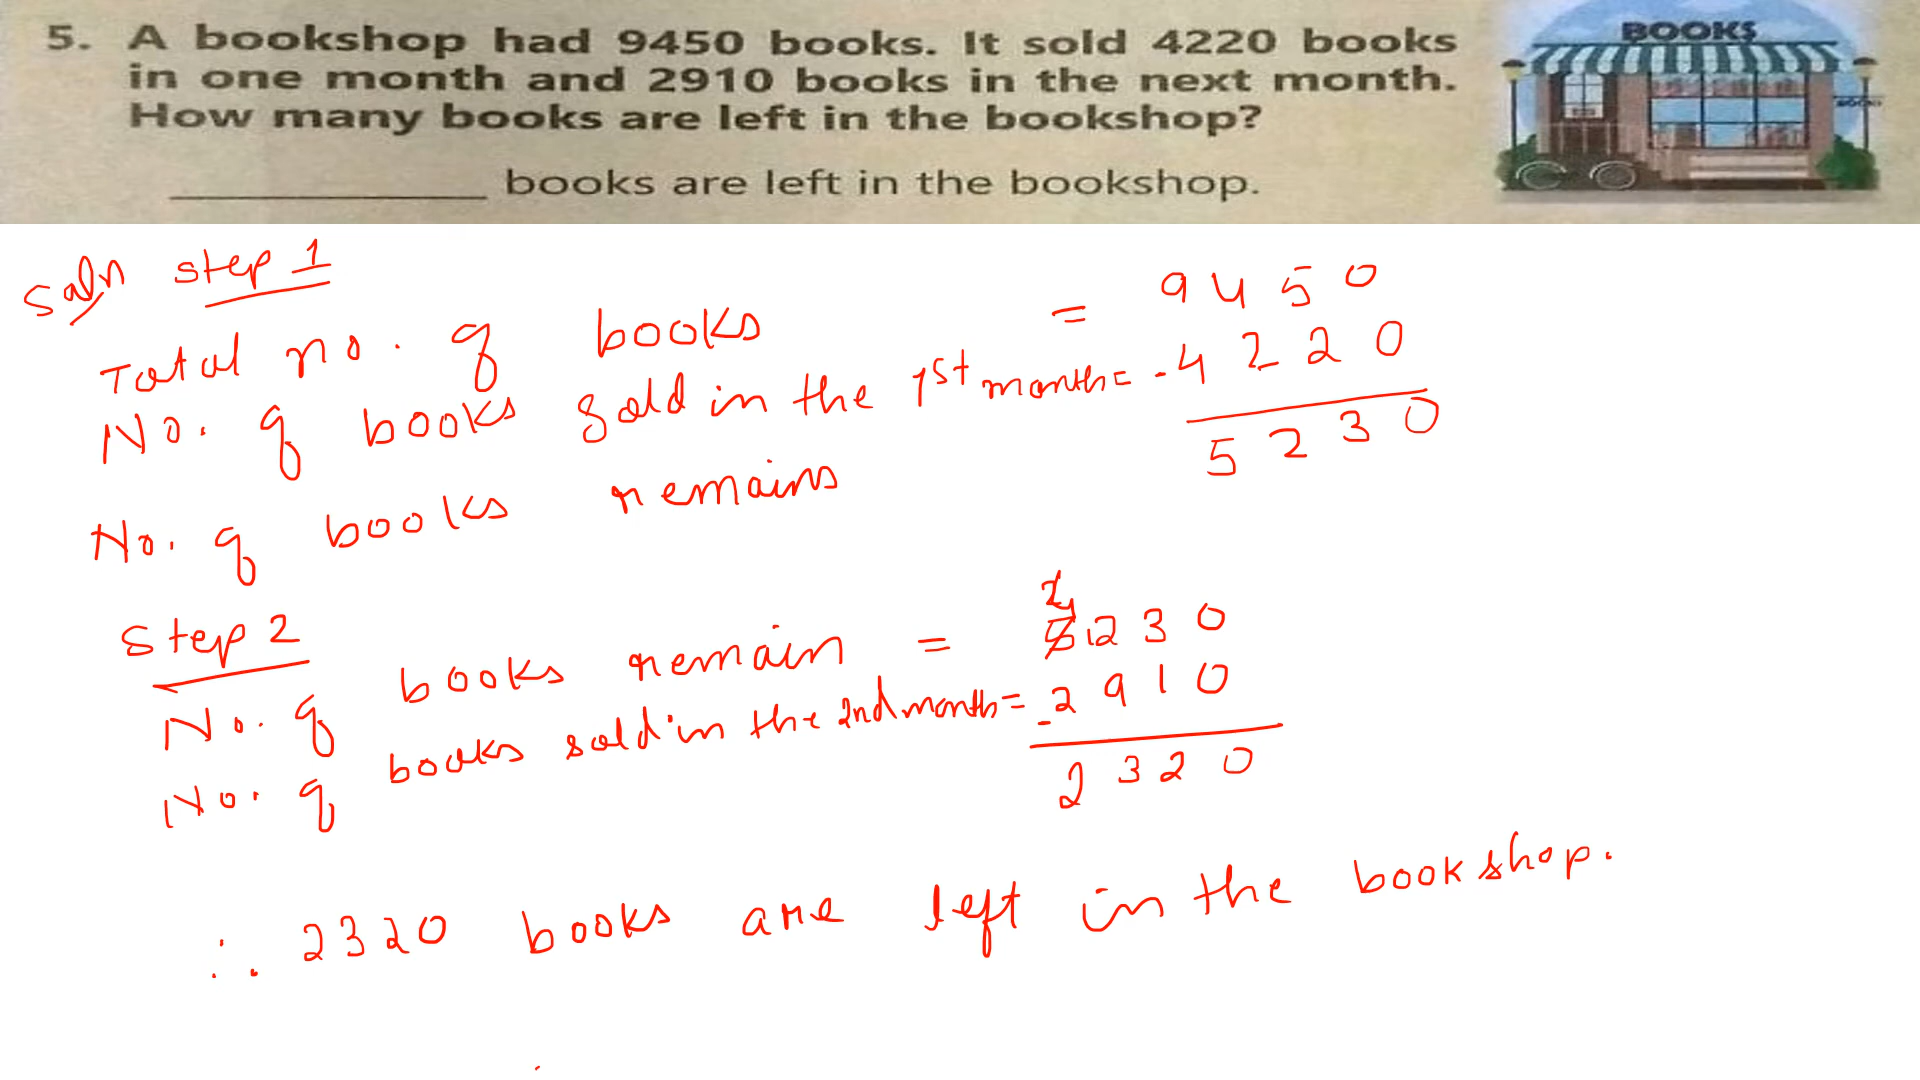 5. A bookshop had 9450 books. It sold 4220 books
in one month and 2910 books in the next month.
How many books are left in the bookshop?
books are left in the bookshop.
BOOKS
Soln Step 1
Total no. of books = 9450
No. of books sold in the 1st month = -4220
No. of books remains 5230
Step 2
4
No. of books remain = 51230
No. of books sold in the 2nd month = -2910
2320
∴ 2320 books are left in the bookshop.